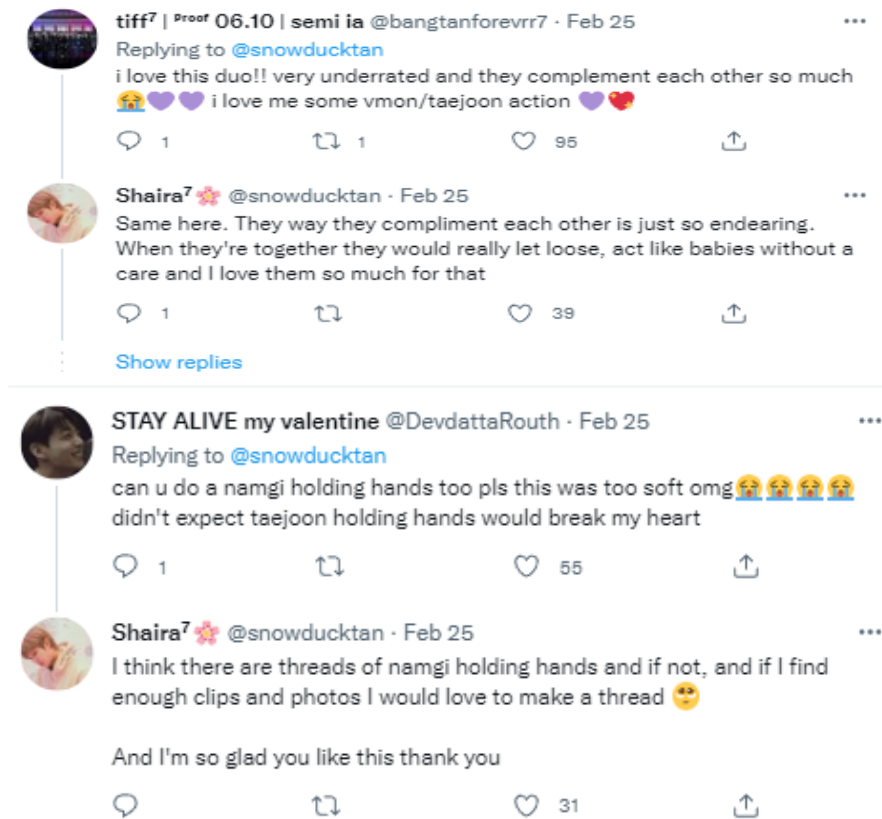 tiff⁷ | ᴾʳᵒᵒᶠ 06.10 | semi ia @bangtanforevrr7 · Feb 25
Replying to @snowducktan
i love this duo!! very underrated and they complement each other so much
😭💜💜 i love me some vmon/taejoon action 💜💖
1 1 95
Shaira⁷🌸 @snowducktan · Feb 25
Same here. They way they compliment each other is just so endearing.
When they're together they would really let loose, act like babies without a
care and I love them so much for that
1 39
Show replies
STAY ALIVE my valentine @DevdattaRouth · Feb 25
Replying to @snowducktan
can u do a namgi holding hands too pls this was too soft omg😭😭😭😭
didn't expect taejoon holding hands would break my heart
1 55
Shaira⁷🌸 @snowducktan · Feb 25
I think there are threads of namgi holding hands and if not, and if I find
enough clips and photos I would love to make a thread 🥺
And I'm so glad you like this thank you
31